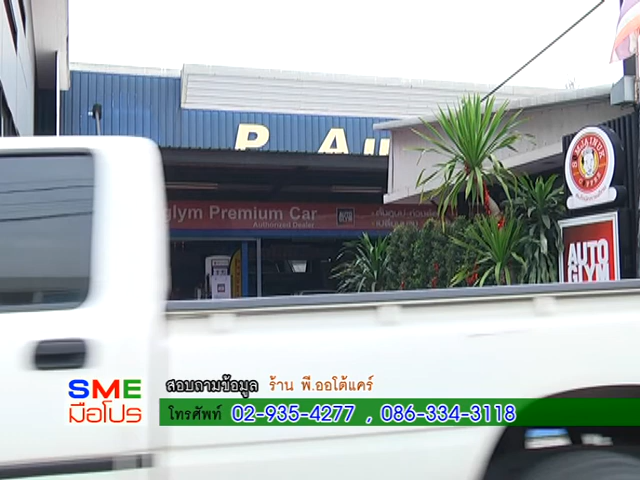 P. Au
glym Premium Car
Authorized Dealer
AUTO
GLYM
AUTO
GLYM
SME
มือโปร
สอบถามข้อมูล ร้าน พี.ออโต้แคร์
โทรศัพท์ 02-935-4277 , 086-334-3118